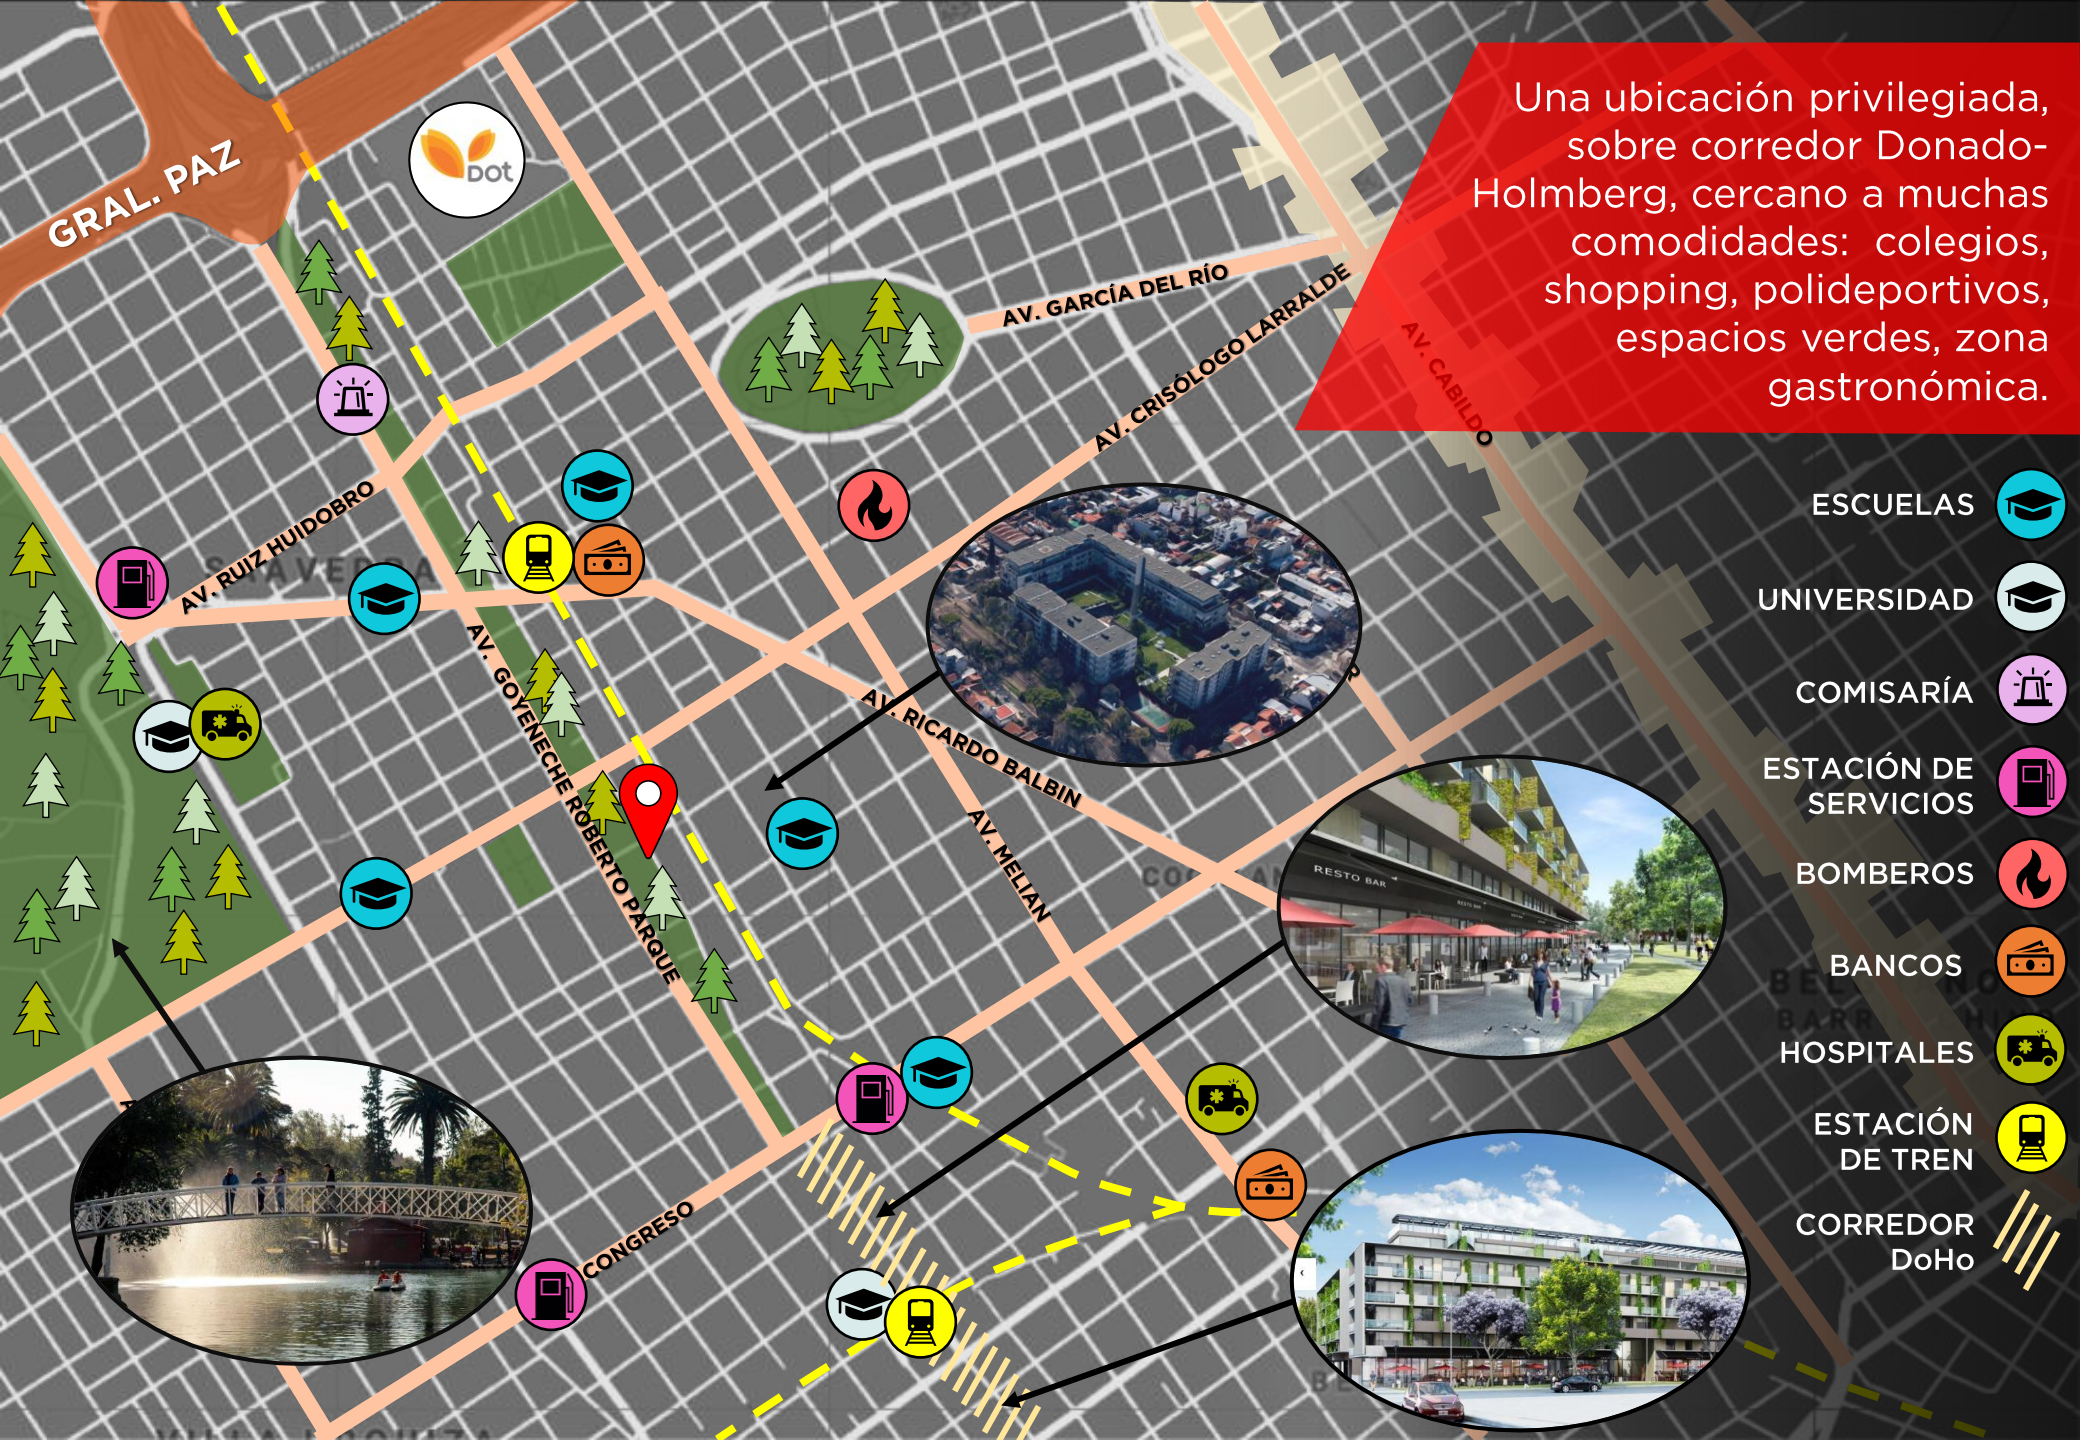 Una ubicación privilegiada,
sobre corredor Donado-
Holmberg, cercano a muchas
comodidades: colegios,
shopping, polideportivos,
espacios verdes, zona
gastronómica.
GRAL. PAZ
DOt
AV. GARCÍA DEL RÍO
AV. CRISÓLOGO LARRALDE
AV. CABILDO
AV. RUIZ HUIDOBRO
SAAVEDRA
AV. GOYENECHE ROBERTO PARQUE
AV. RICARDO BALBIN
AV. MELIAN
CONGRESO
RESTO BAR
RESTO BAR
ESCUELAS
UNIVERSIDAD
COMISARÍA
ESTACIÓN DE
SERVICIOS
BOMBEROS
BANCOS
HOSPITALES
ESTACIÓN
DE TREN
CORREDOR
DoHo